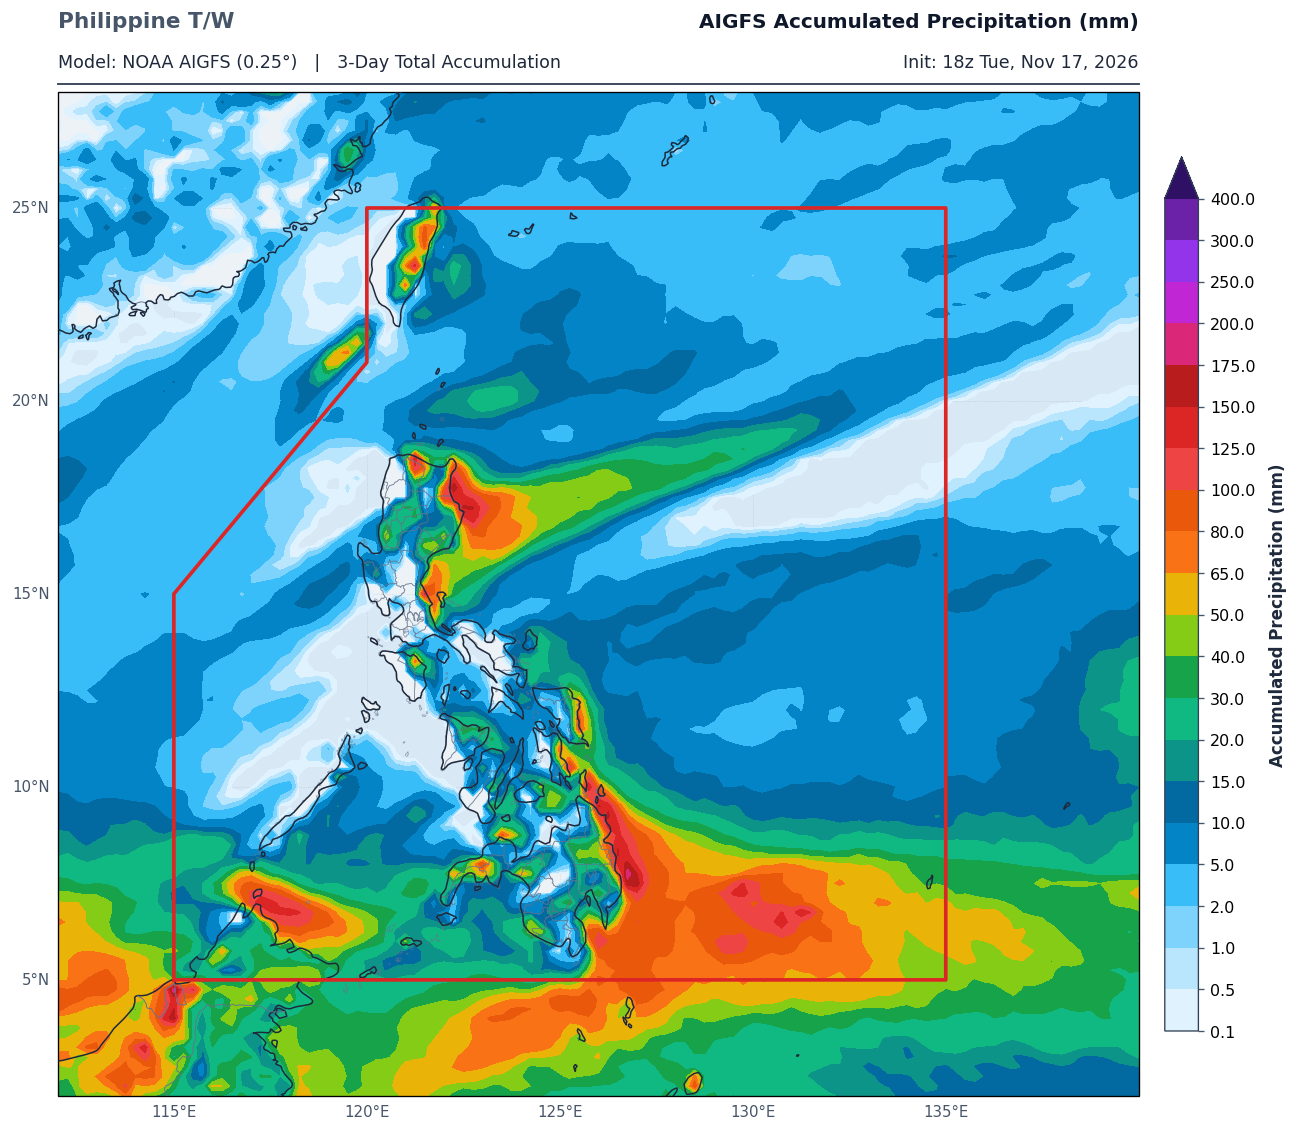 Philippine T/W
AIGFS Accumulated Precipitation (mm)
Model: NOAA AIGFS (0.25°)   |   3-Day Total Accumulation
Init: 18z Tue, Nov 17, 2026
25°N
20°N
15°N
10°N
5°N
115°E
120°E
125°E
130°E
135°E
400.0
300.0
250.0
200.0
175.0
150.0
125.0
100.0
80.0
65.0
50.0
40.0
30.0
20.0
15.0
10.0
5.0
2.0
1.0
0.5
0.1
Accumulated Precipitation (mm)